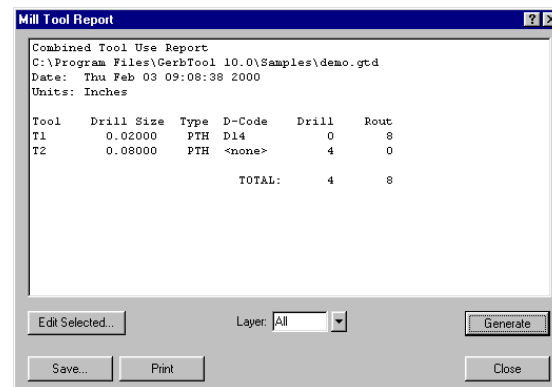 Mill Tool Report
Combined Tool Use Report
C:\Program Files\GerbTool 10.0\Samples\demo.gtd
Date: Thu Feb 03 09:08:38 2000
Units: Inches
Tool Drill Size Type D-Code Drill Rout
T1 0.02000 PTH D14 0 8
T2 0.08000 PTH <none> 4 0
TOTAL: 4 8
Edit Selected... Layer: All Generate
Save... Print Close